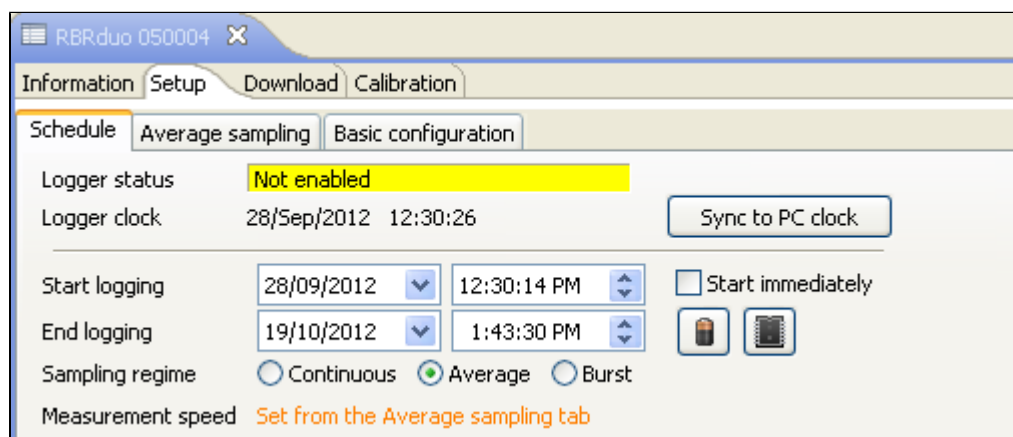 RBRduo 050004
Information Setup Download Calibration
Schedule Average sampling Basic configuration
Logger status Not enabled
Logger clock 28/Sep/2012 12:30:26 Sync to PC clock
Start logging 28/09/2012 12:30:14 PM Start immediately
End logging 19/10/2012 1:43:30 PM
Sampling regime Continuous Average Burst
Measurement speed Set from the Average sampling tab